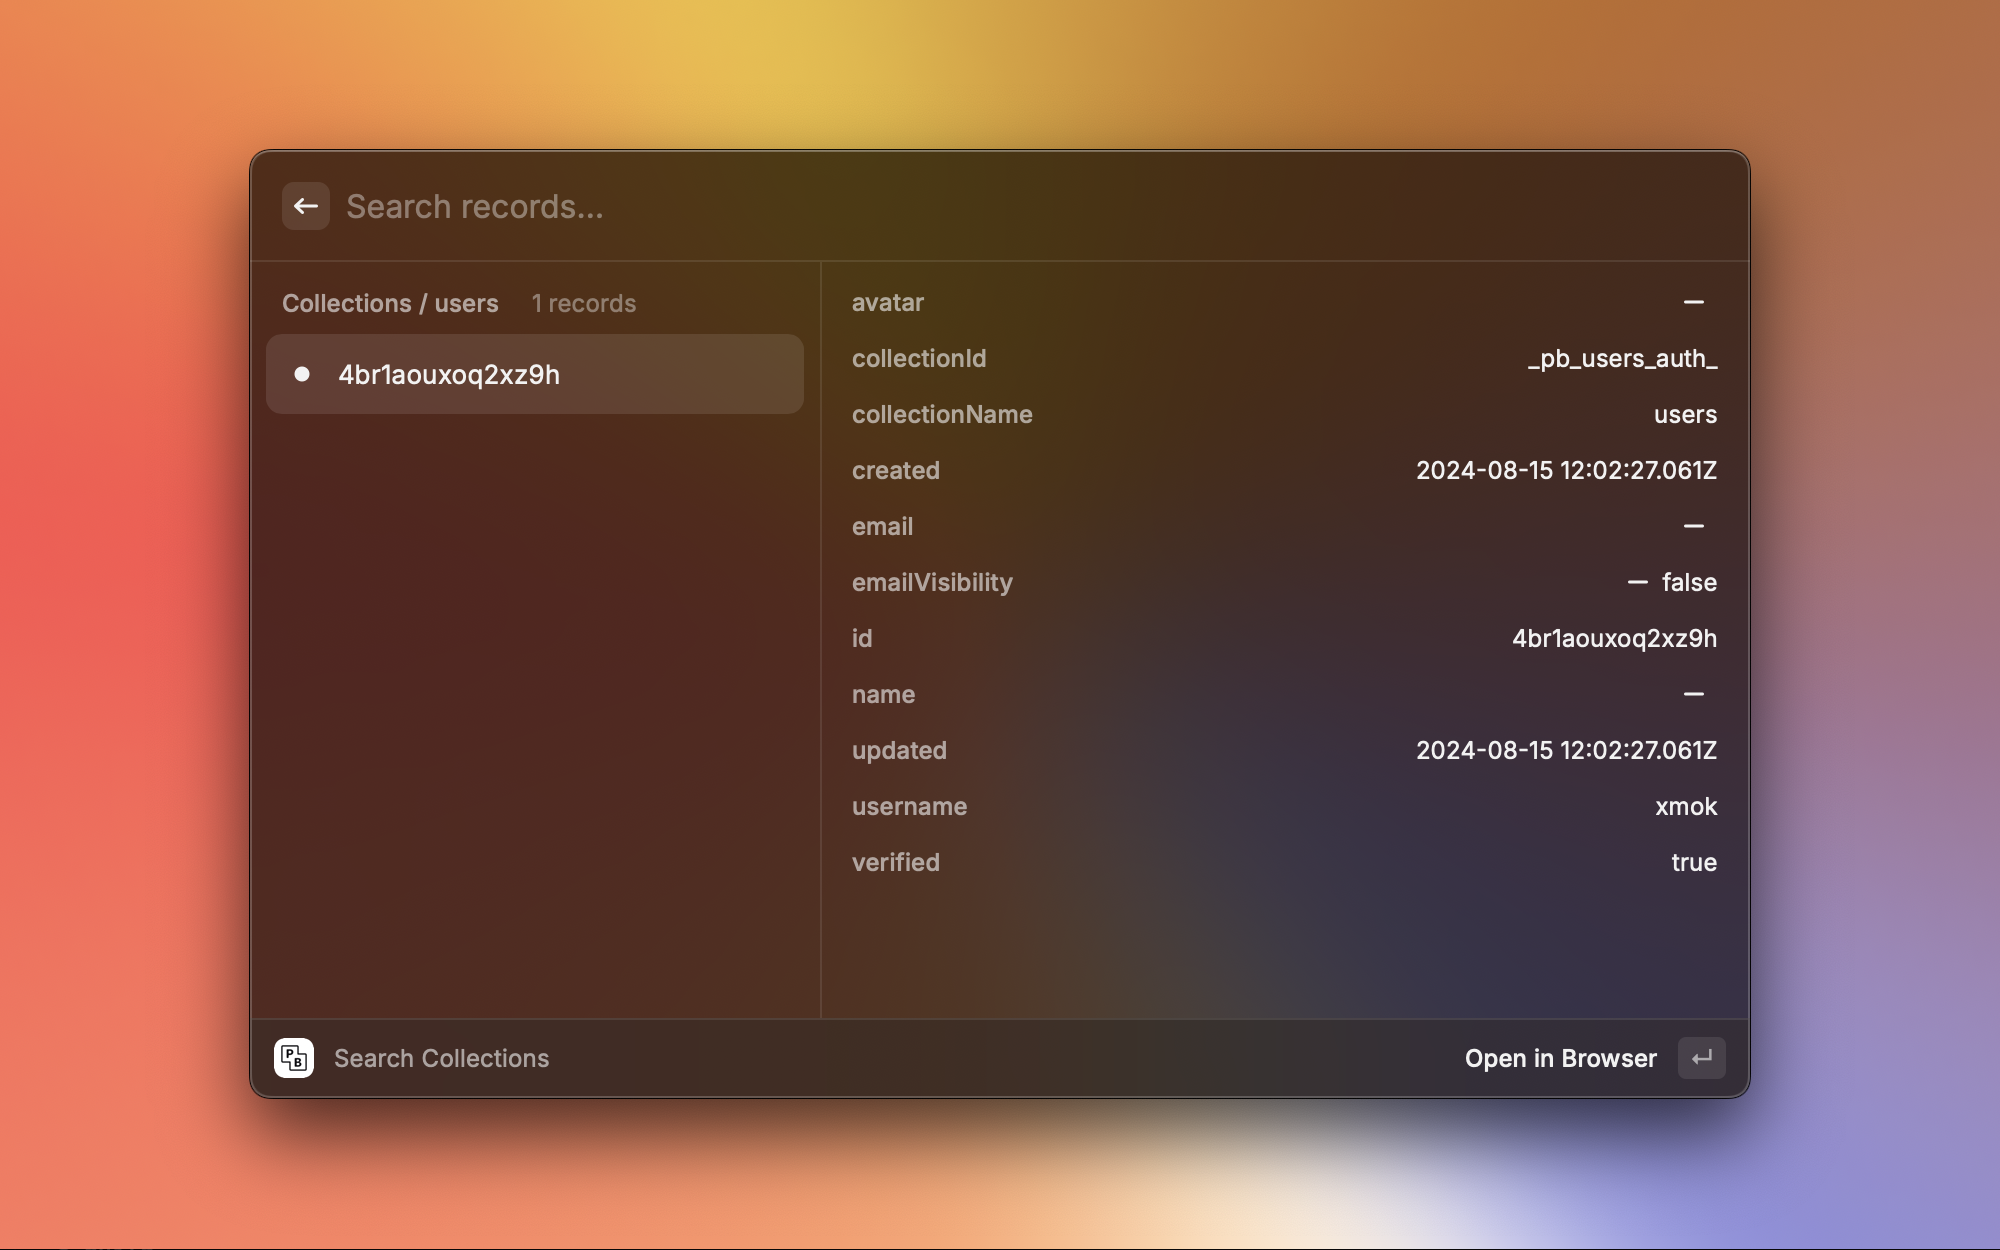 Search records...
Collections / users 1 records
4br1aouxoq2xz9h
avatar —
collectionId _pb_users_auth_
collectionName users
created 2024-08-15 12:02:27.061Z
email —
emailVisibility — false
id 4br1aouxoq2xz9h
name —
updated 2024-08-15 12:02:27.061Z
username xmok
verified true
PB Search Collections
Open in Browser